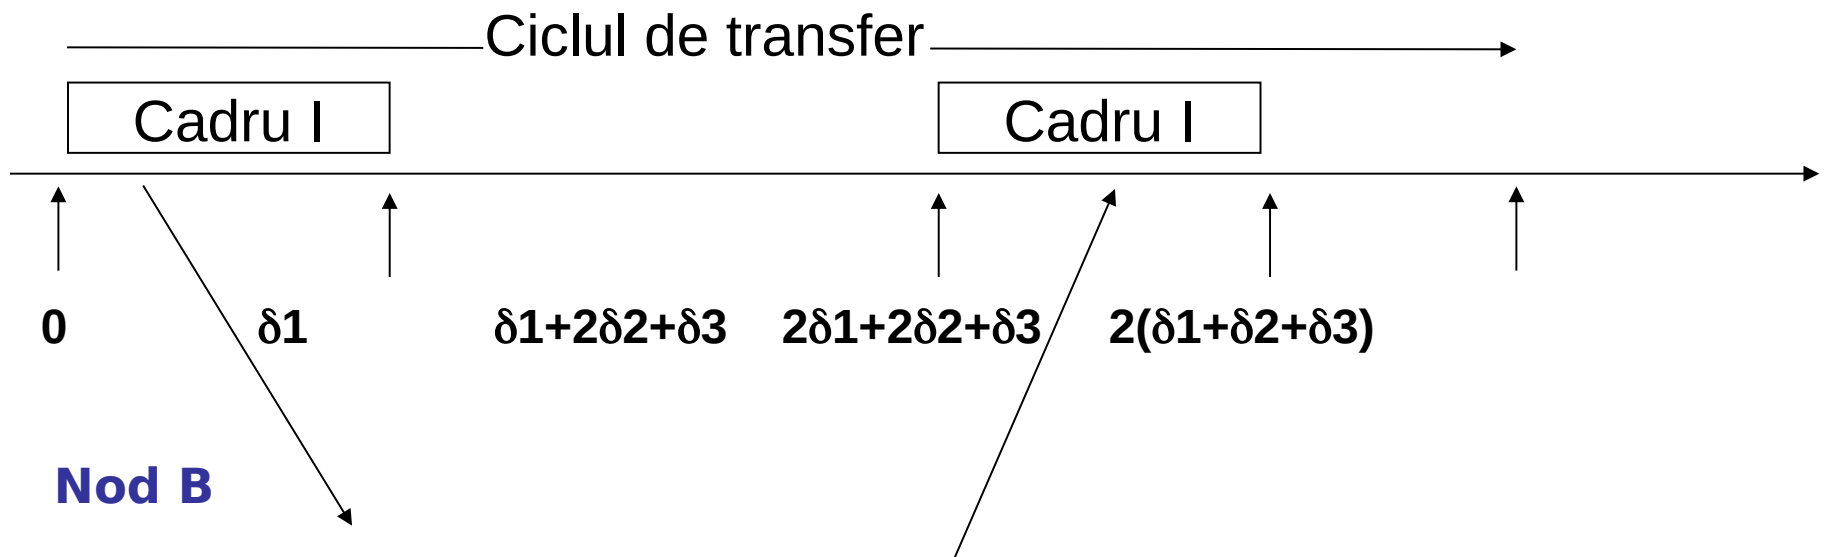 Ciclul de transfer
Cadru I Cadru I
0 δ1 δ1+2δ2+δ3 2δ1+2δ2+δ3 2(δ1+δ2+δ3)
Nod B